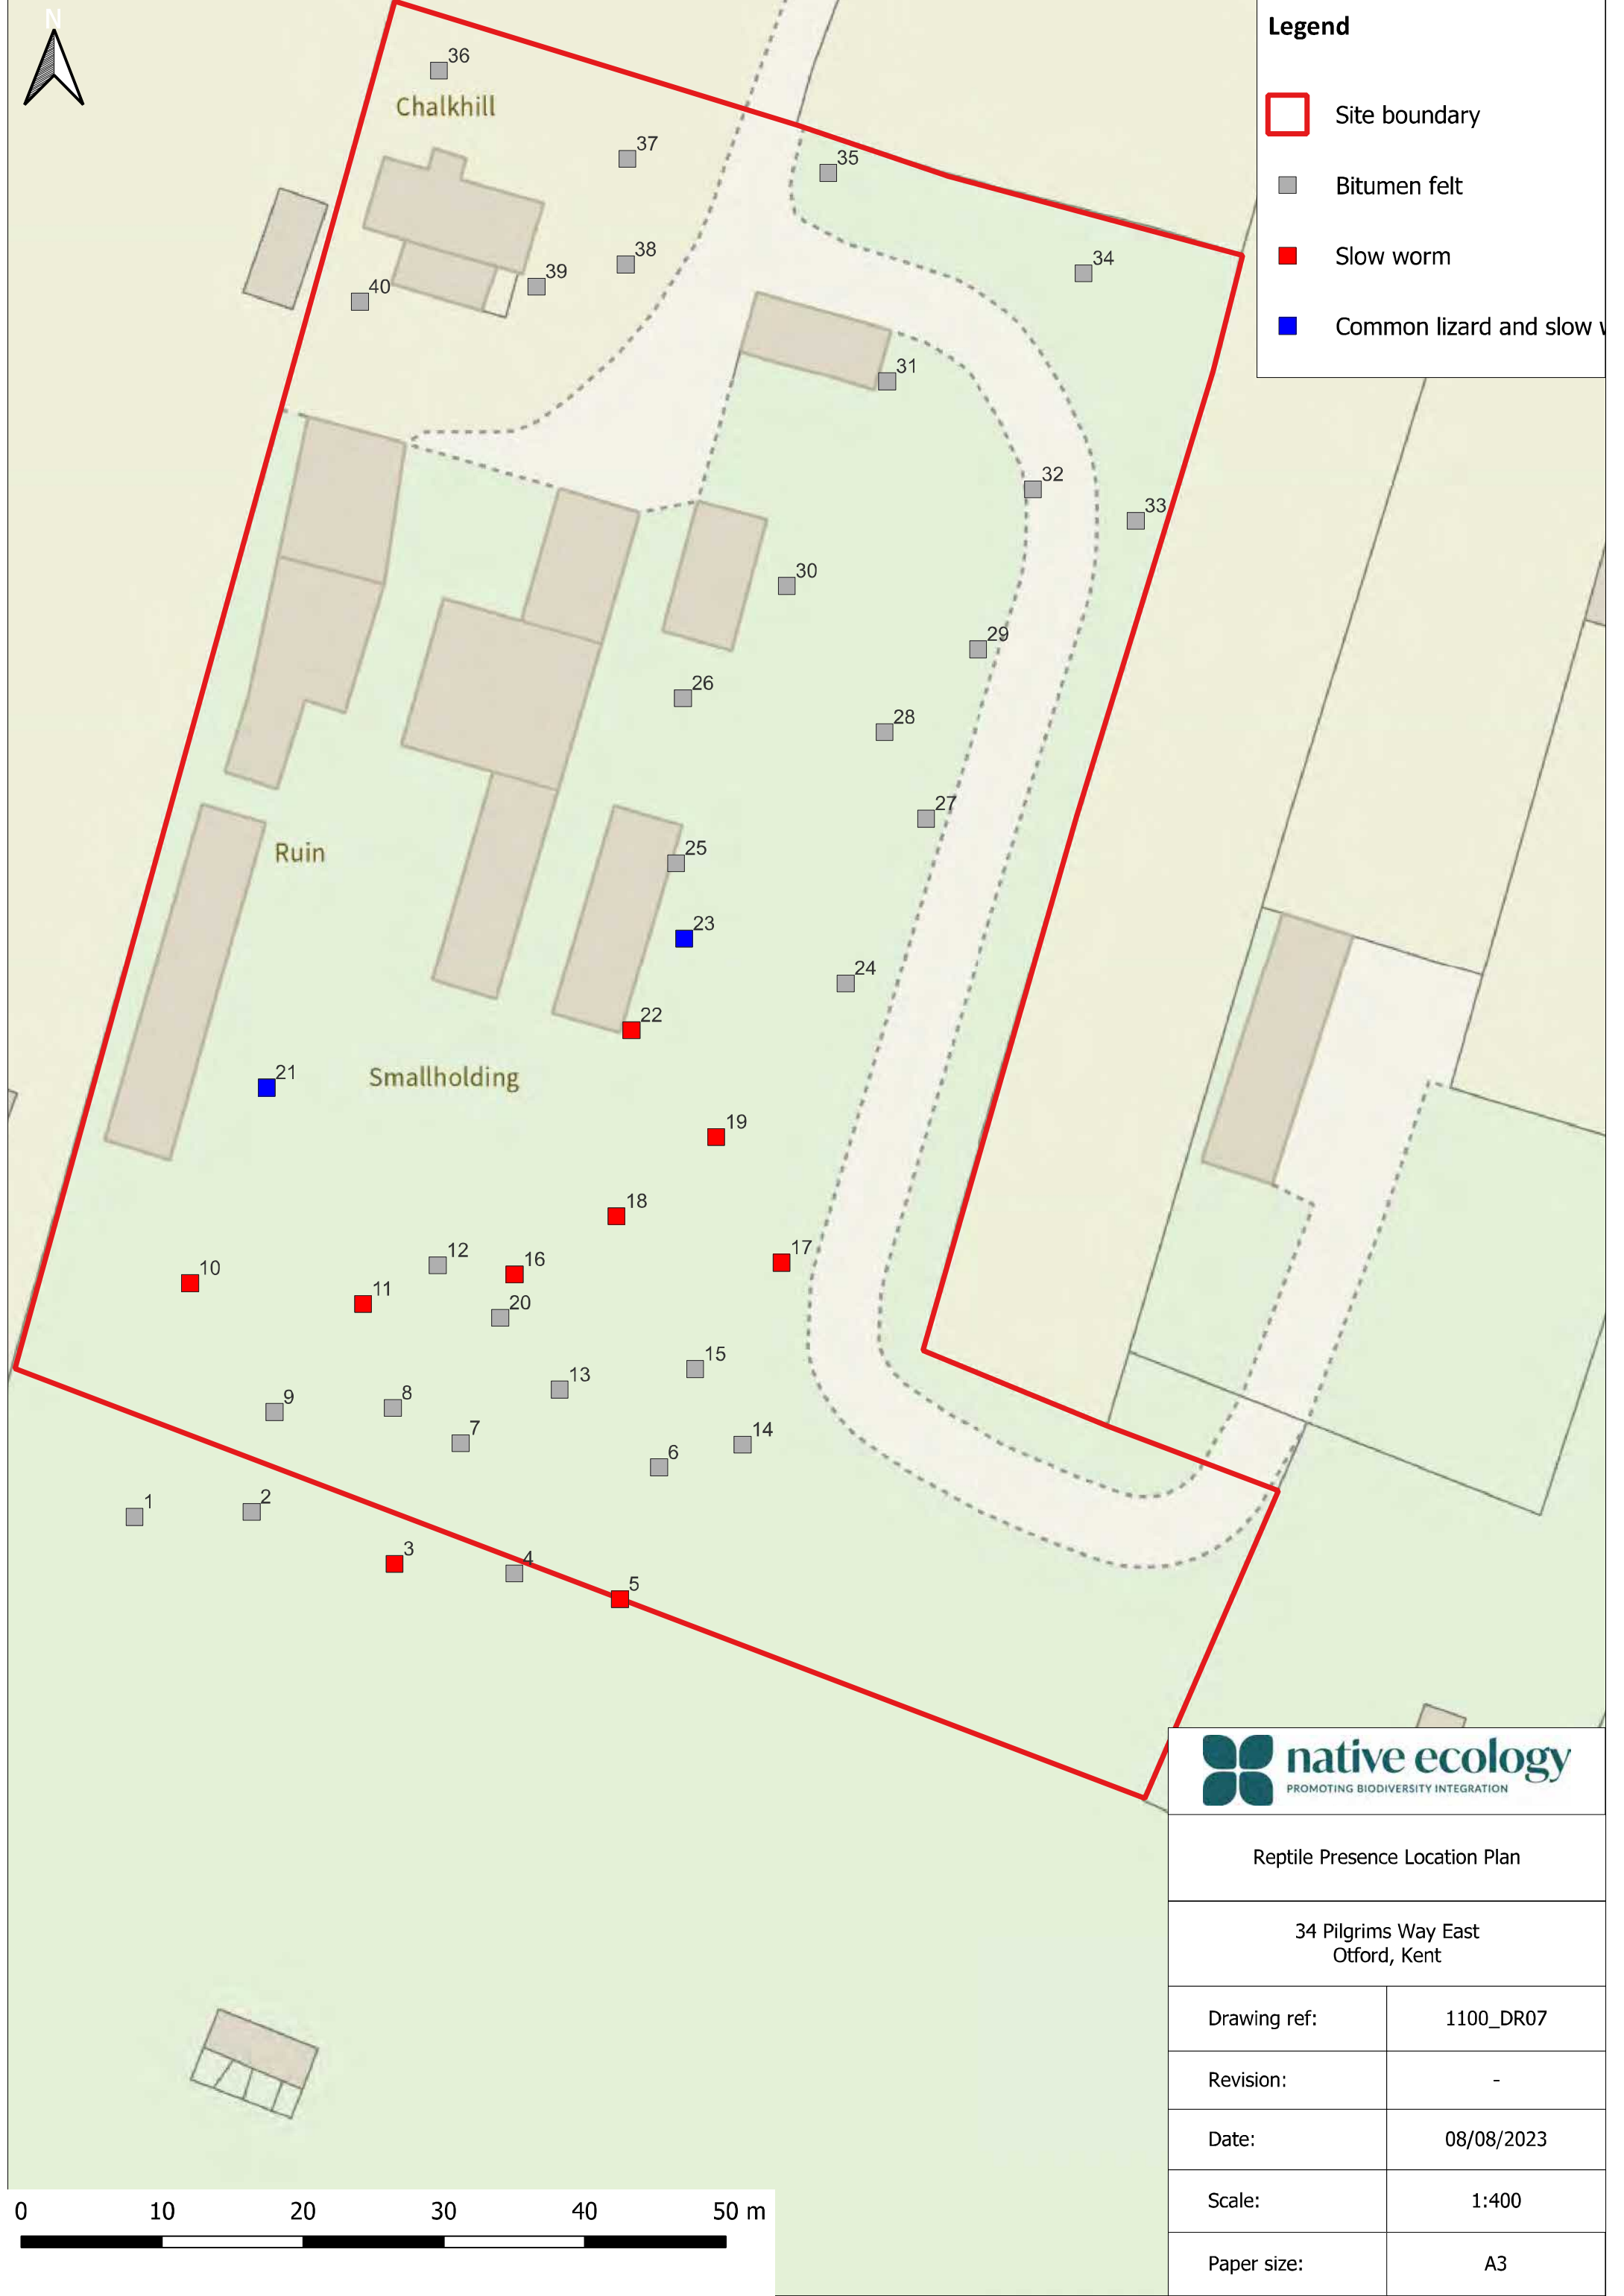 N
Legend
Site boundary
Bitumen felt
Slow worm
Common lizard and slow
36
Chalkhill
37
35
38
34
39
40
31
32
33
30
29
26
28
27
Ruin
25
23
24
22
21
Smallholding
19
18
17
12
16
10
11
20
15
13
9
8
7
14
6
1
2
3
4
5
native ecology
PROMOTING BIODIVERSITY INTEGRATION
Reptile Presence Location Plan
34 Pilgrims Way East
Otford, Kent
Drawing ref: 1100_DR07
Revision: -
Date: 08/08/2023
Scale: 1:400
Paper size: A3
0 10 20 30 40 50 m